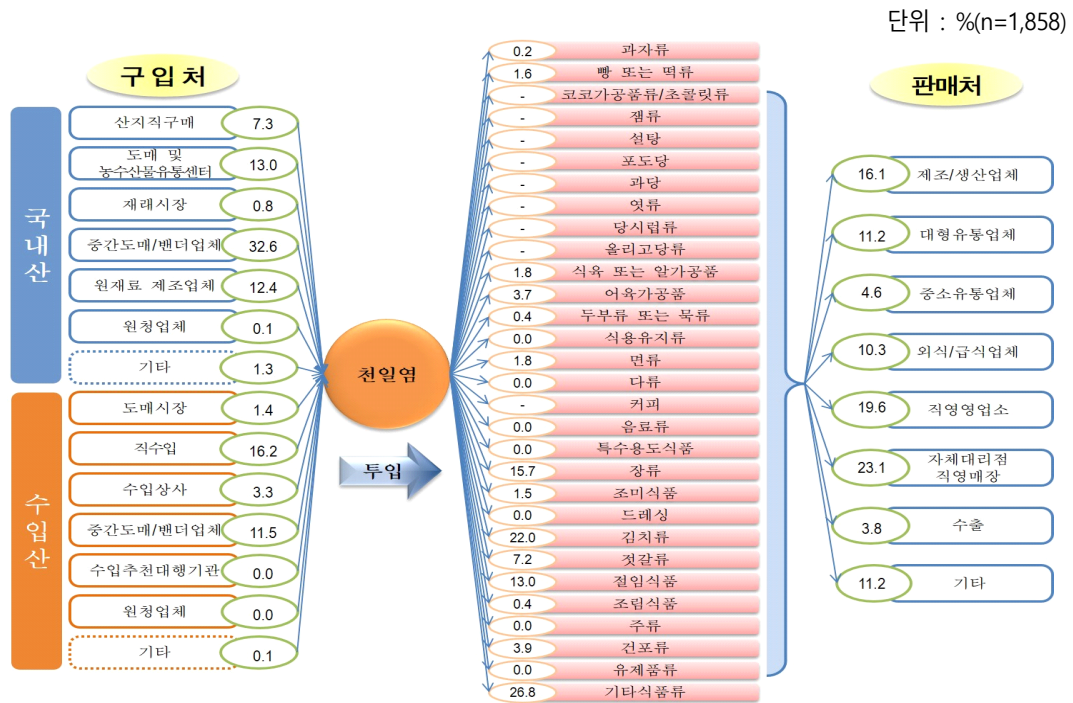 단위 : %(n=1,858)
구입처
국내산
산지직구매 7.3
도매 및
농수산물유통센터 13.0
재래시장 0.8
중간도매/밴더업체 32.6
원재료 제조업체 12.4
원청업체 0.1
기타 1.3
수입산
도매시장 1.4
직수입 16.2
수입상사 3.3
중간도매/밴더업체 11.5
수입추천대행기관 0.0
원청업체 0.0
기타 0.1
천일염
투입
0.2 과자류
1.6 빵 또는 떡류
- 코코가공품류/초콜릿류
- 잼류
- 설탕
- 포도당
- 과당
- 엿류
- 당시럽류
- 올리고당류
1.8 식육 또는 알가공품
3.7 어육가공품
0.4 두부류 또는 묵류
0.0 식용유지류
1.8 면류
0.0 다류
- 커피
0.0 음료류
0.0 특수용도식품
15.7 장류
1.5 조미식품
0.0 드레싱
22.0 김치류
7.2 젓갈류
13.0 절임식품
0.4 조림식품
0.0 주류
3.9 건포류
0.0 유제품류
26.8 기타식품류
판매처
16.1 제조/생산업체
11.2 대형유통업체
4.6 중소유통업체
10.3 외식/급식업체
19.6 직영영업소
23.1 자체대리점
직영매장
3.8 수출
11.2 기타